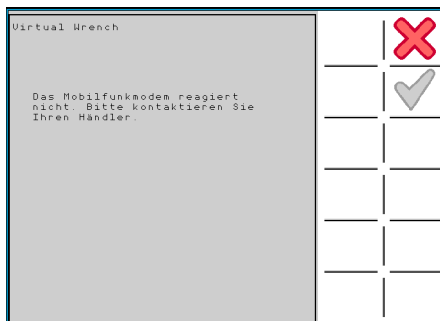 Virtual Wrench
Das Mobilfunkmodem reagiert
nicht. Bitte kontaktieren Sie
Ihren Händler.